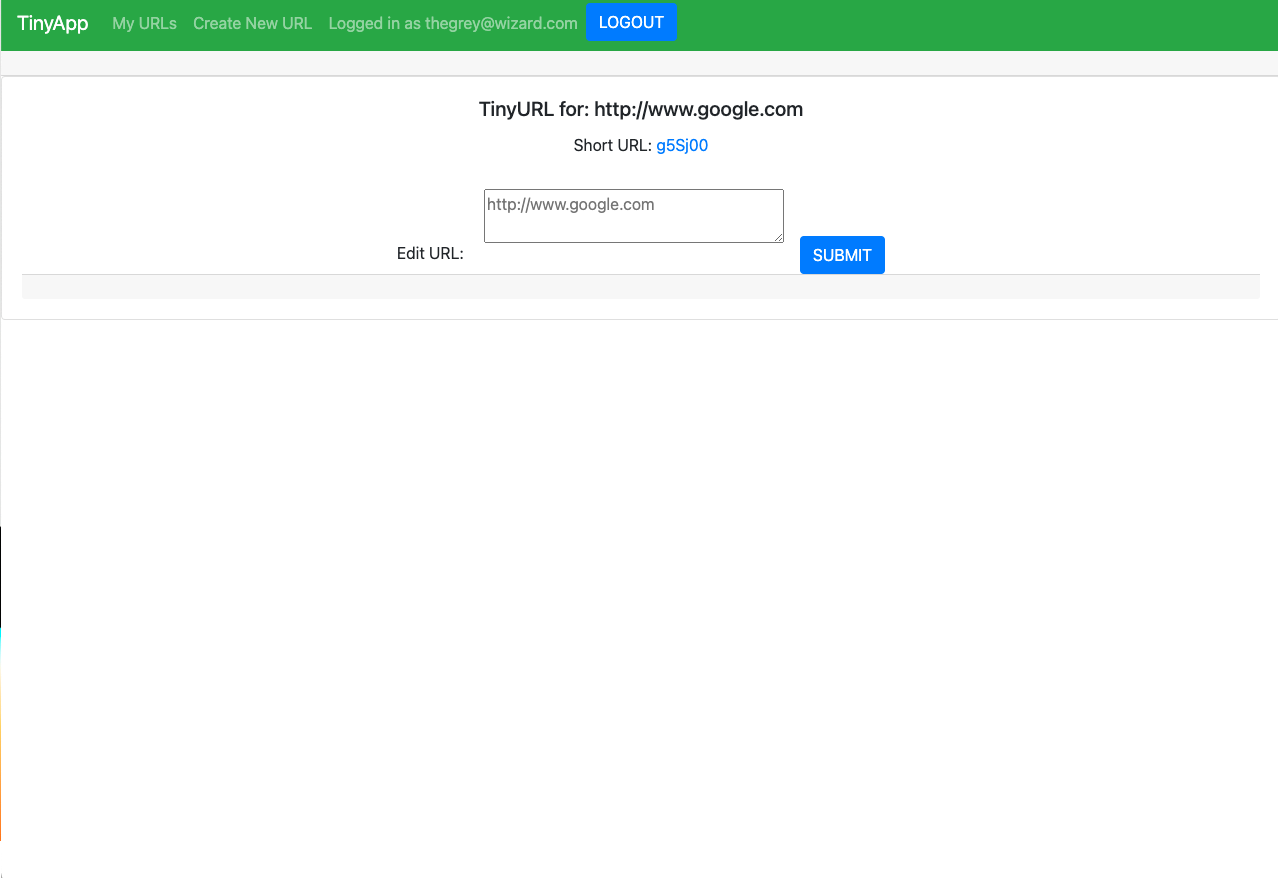 TinyApp My URLs Create New URL Logged in as thegrey@wizard.com LOGOUT
TinyURL for: http://www.google.com
Short URL: g5Sj00
http://www.google.com
Edit URL: SUBMIT